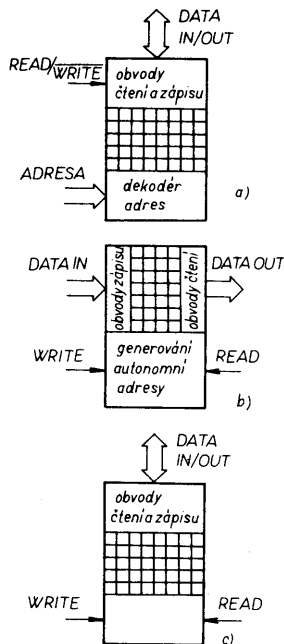 DATA
IN/OUT
READ/WRITE
obvody
čtení a zápisu
ADRESA
dekodér
adres
a)
DATA IN
obvody zápisu
obvody čtení
DATA OUT
WRITE
generování
autonomní
adresy
READ
b)
DATA
IN/OUT
obvody
čtení a zápisu
WRITE
READ
c)